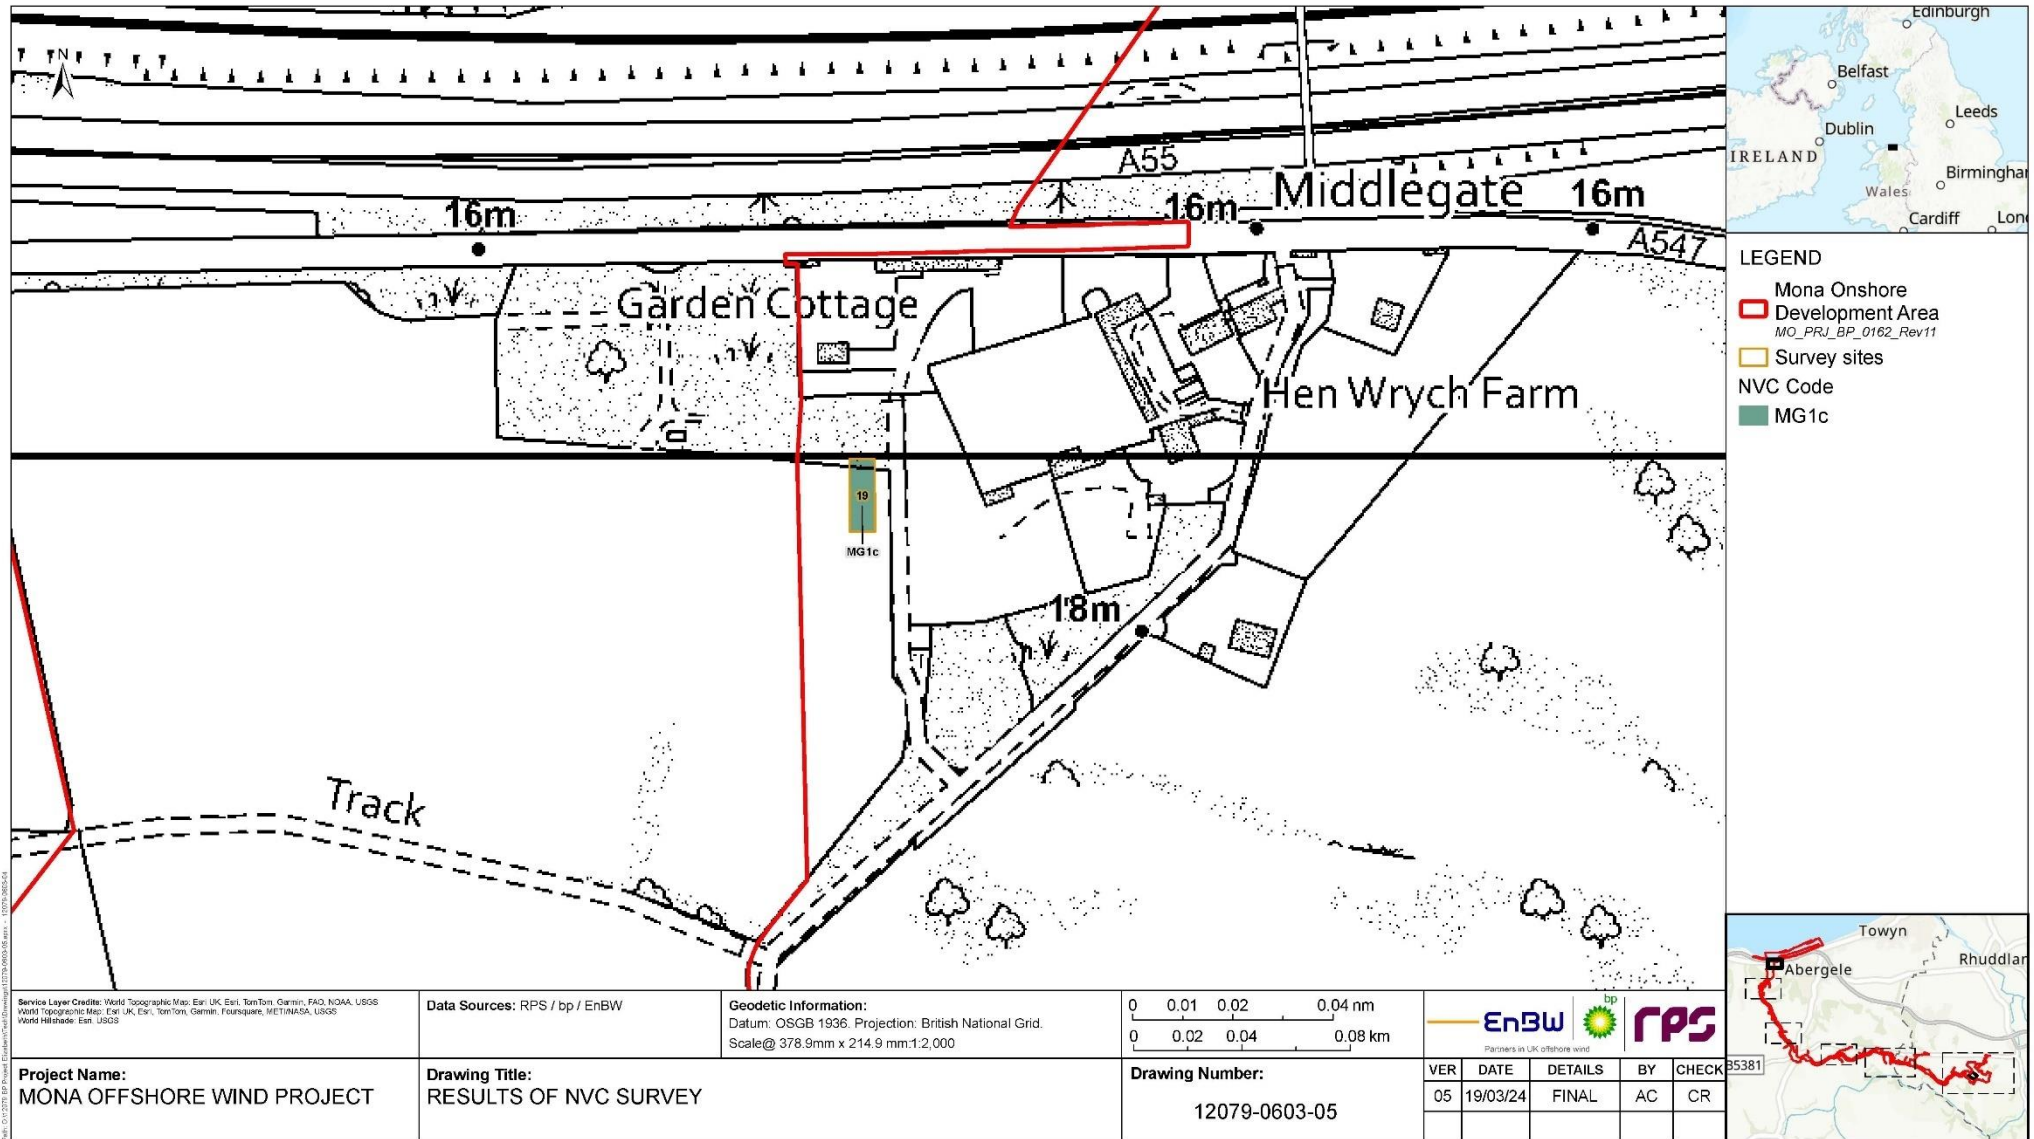 N
A55
16m
16m
Middlegate
16m
A547
Garden Cottage
Hen Wrych Farm
19
MG1c
18m
Track
Edinburgh
Belfast
Leeds
Dublin
IRELAND
Birmingha
Wales
Cardiff
Lon
LEGEND
Mona Onshore
Development Area
MO_PRJ_BP_0162_Rev11
Survey sites
NVC Code
MG1c
Towyn
Rhuddlan
Abergele
B5381
Service Layer Credits: World Topographic Map: Esri UK, Esri, TomTom, Garmin, FAO, NOAA, USGS
World Topographic Map: Esri UK, Esri, TomTom, Garmin, Foursquare, METI/NASA, USGS
World Hillshade: Esri, USGS
Data Sources: RPS / bp / EnBW
Geodetic Information:
Datum: OSGB 1936. Projection: British National Grid.
Scale@ 378.9mm x 214.9 mm:1:2,000
0 0.01 0.02 0.04 nm
0 0.02 0.04 0.08 km
EnBW
Partners in UK offshore wind
bp
rps
Project Name:
MONA OFFSHORE WIND PROJECT
Drawing Title:
RESULTS OF NVC SURVEY
Drawing Number:
12079-0603-05
VER DATE DETAILS BY CHECK
05 19/03/24 FINAL AC CR